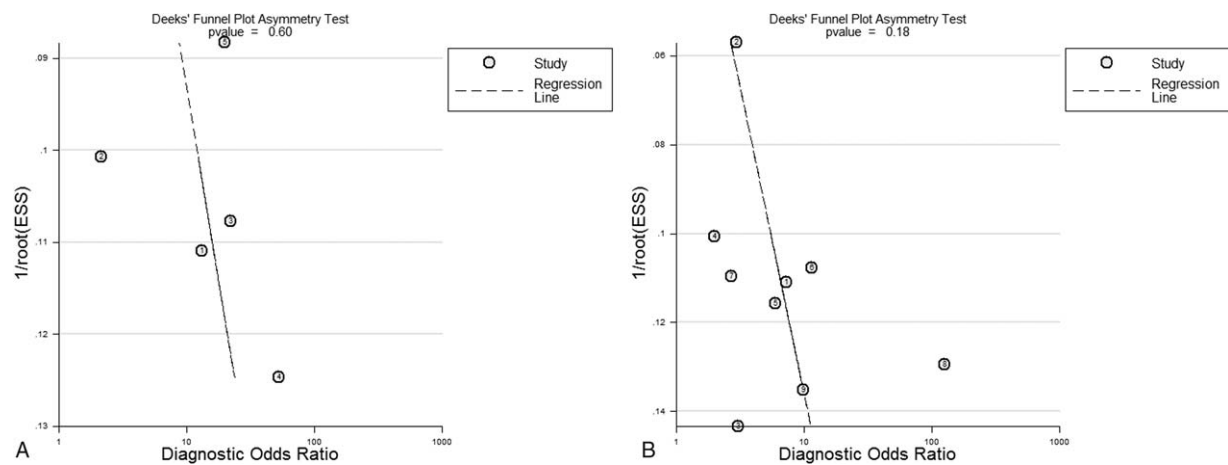 Deeks' Funnel Plot Asymmetry Test
pvalue = 0.60
.09
.1
.11
.12
.13
1/root(ESS)
1
10
100
1000
Diagnostic Odds Ratio
5
2
3
1
4
Study
Regression
Line
A
Deeks' Funnel Plot Asymmetry Test
pvalue = 0.18
.06
.08
.1
.12
.14
1/root(ESS)
1
10
100
1000
Diagnostic Odds Ratio
2
4
6
7
1
5
8
9
3
Study
Regression
Line
B